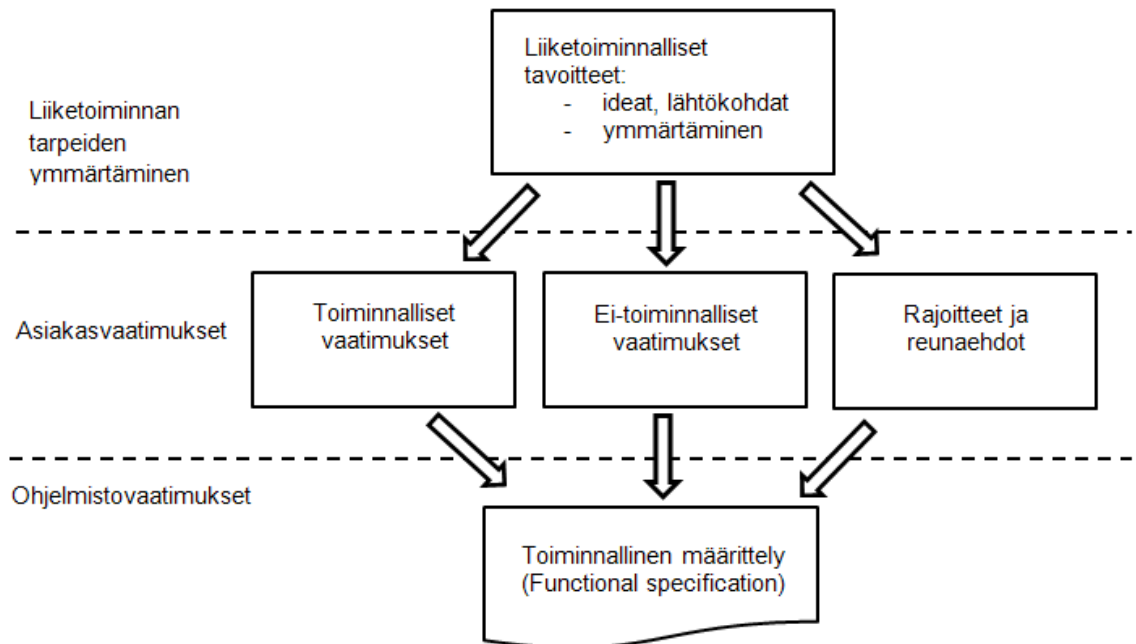 Liiketoiminnalliset
tavoitteet:
- ideat, lähtökohdat
- ymmärtäminen
Liiketoiminnan
tarpeiden
ymmärtäminen
Asiakasvaatimukset
Toiminnalliset
vaatimukset
Ei-toiminnalliset
vaatimukset
Rajoitteet ja
reunaehdot
Ohjelmistovaatimukset
Toiminnallinen määrittely
(Functional specification)